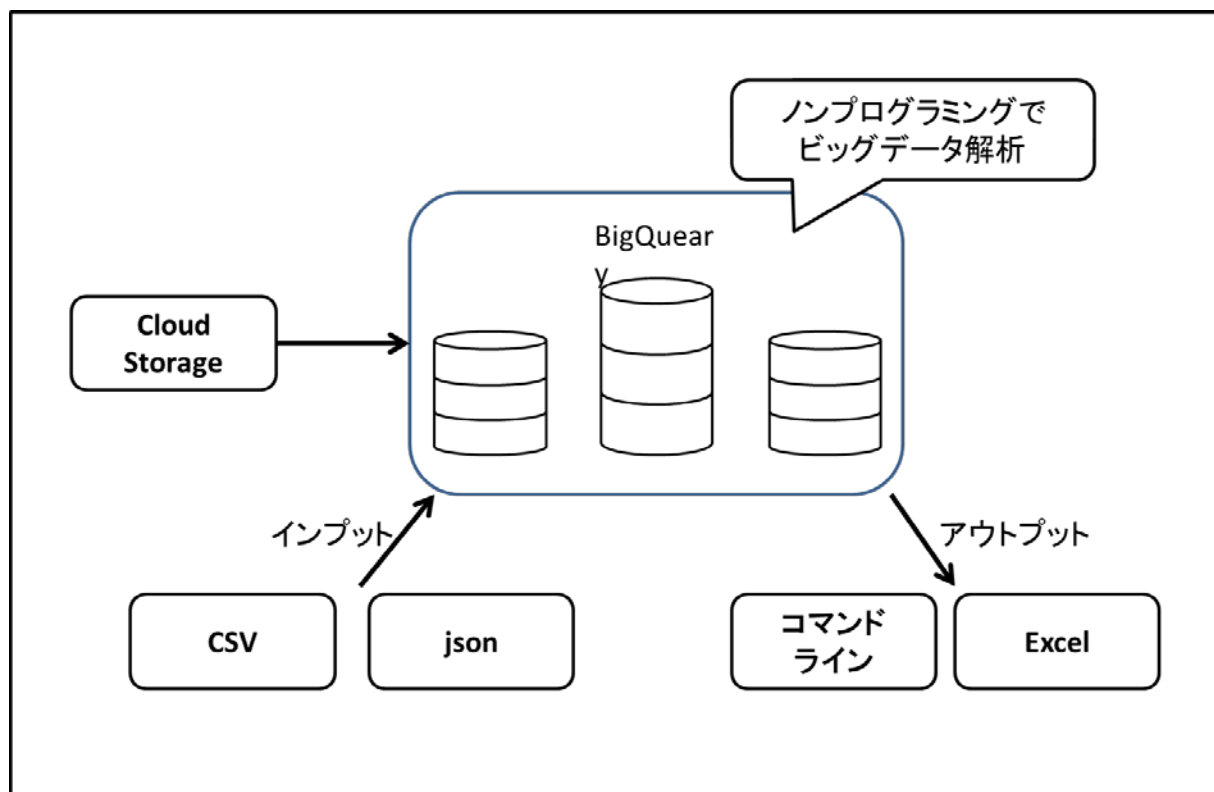 ノンプログラミングで
ビッグデータ解析
BigQuear
y
Cloud
Storage
インプット
アウトプット
CSV
json
コマンド
ライン
Excel